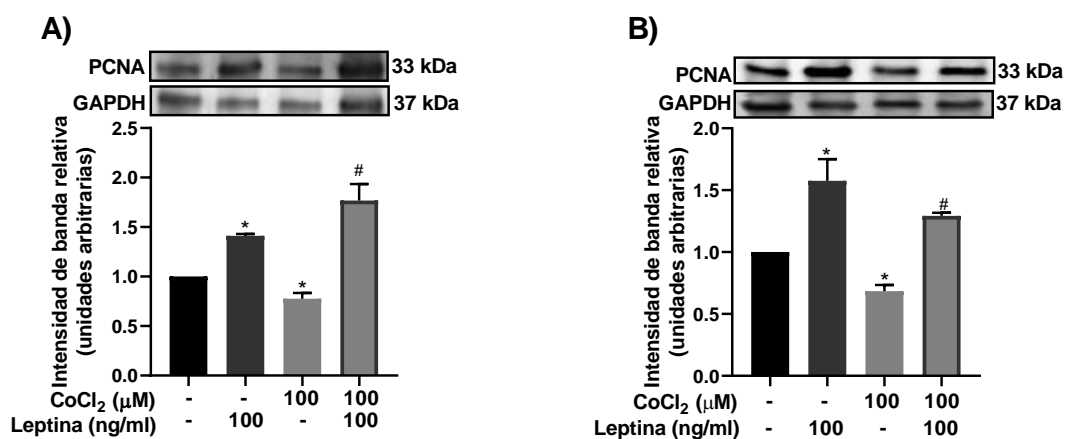 A)
PCNA 33 kDa
GAPDH 37 kDa
Intensidad de banda relativa
(unidades arbitrarias)
2.5
2.0
1.5
1.0
0.5
0.0
* * #
CoCl2 (μM) - - 100 100
Leptina (ng/ml) - 100 - 100
B)
PCNA 33 kDa
GAPDH 37 kDa
Intensidad de banda relativa
(unidades arbitrarias)
2.0
1.5
1.0
0.5
0.0
* * #
CoCl2 (μM) - - 100 100
Leptina (ng/ml) - 100 - 100